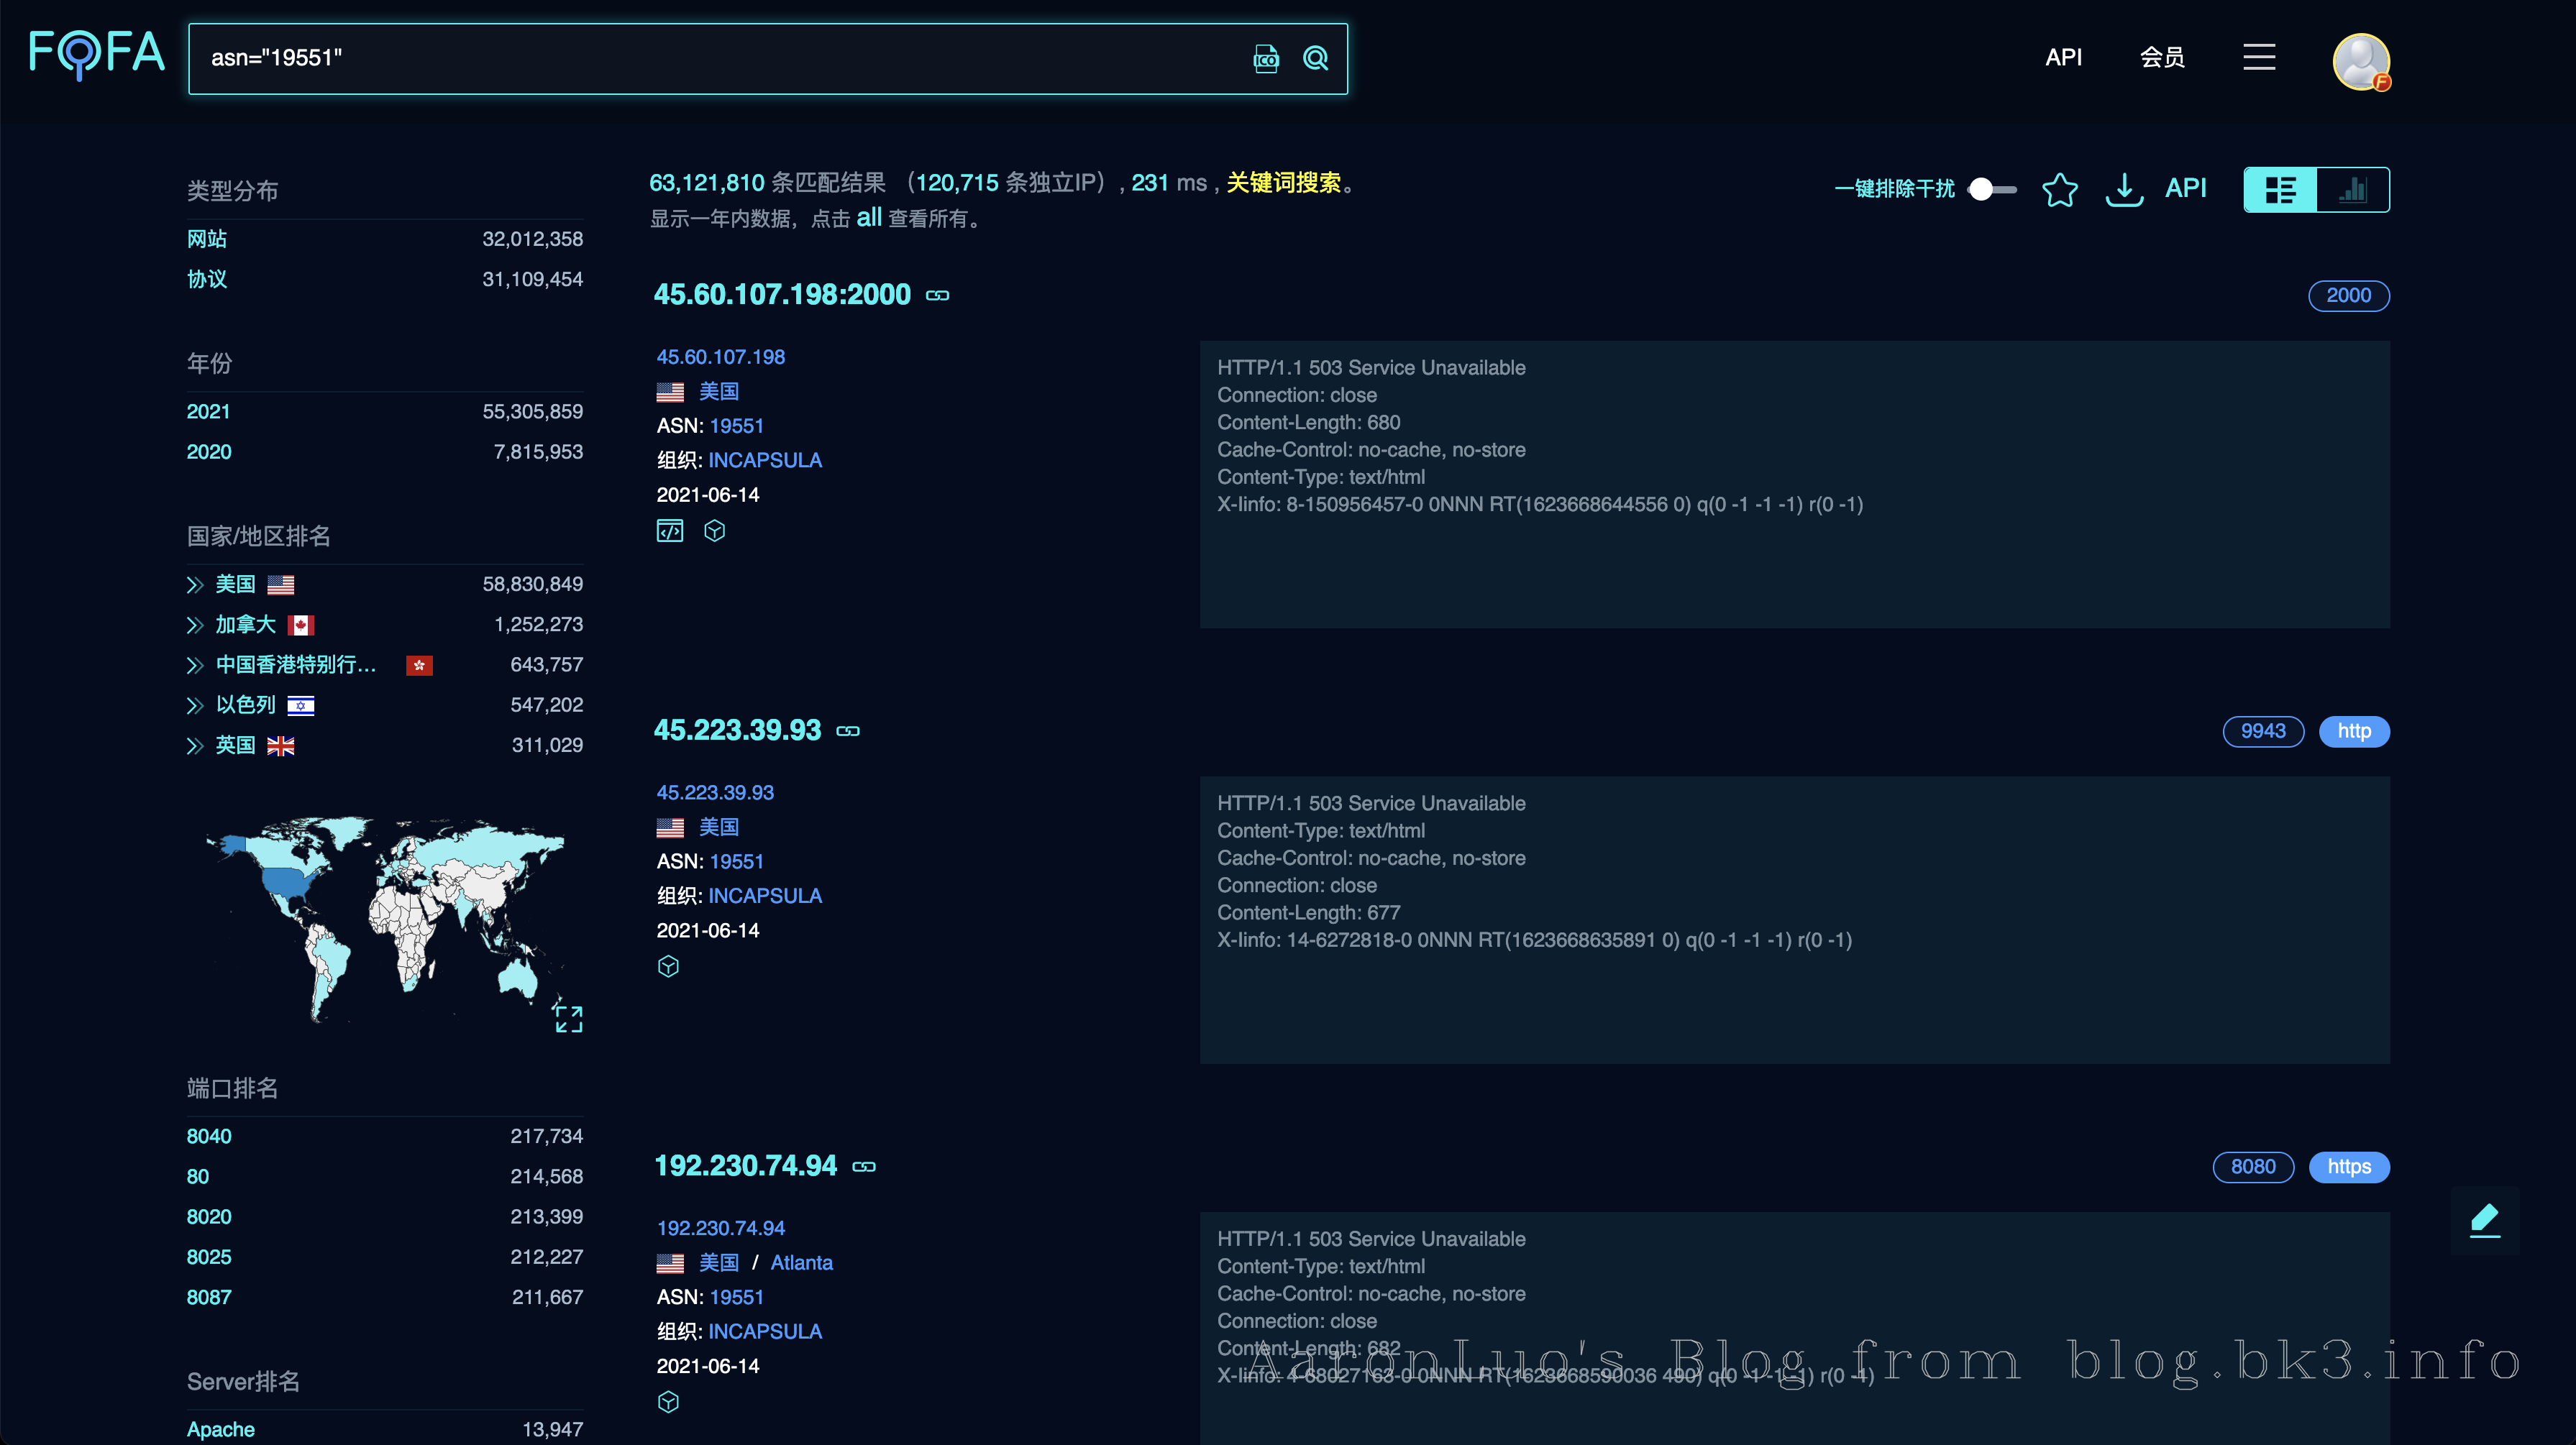 FOFA
asn="19551"
ICO
API
会员
F
类型分布
网站 32,012,358
协议 31,109,454
年份
2021 55,305,859
2020 7,815,953
国家/地区排名
美国 58,830,849
加拿大 1,252,273
中国香港特别行... 643,757
以色列 547,202
英国 311,029
端口排名
8040 217,734
80 214,568
8020 213,399
8025 212,227
8087 211,667
Server排名
Apache 13,947
63,121,810 条匹配结果 （120,715 条独立IP）, 231 ms , 关键词搜索。
显示一年内数据，点击 all 查看所有。
一键排除干扰
API
45.60.107.198:2000
2000
45.60.107.198
美国
ASN: 19551
组织: INCAPSULA
2021-06-14
HTTP/1.1 503 Service Unavailable
Connection: close
Content-Length: 680
Cache-Control: no-cache, no-store
Content-Type: text/html
X-Iinfo: 8-150956457-0 0NNN RT(1623668644556 0) q(0 -1 -1 -1) r(0 -1)
45.223.39.93
9943 http
45.223.39.93
美国
ASN: 19551
组织: INCAPSULA
2021-06-14
HTTP/1.1 503 Service Unavailable
Content-Type: text/html
Cache-Control: no-cache, no-store
Connection: close
Content-Length: 677
X-Iinfo: 14-6272818-0 0NNN RT(1623668635891 0) q(0 -1 -1 -1) r(0 -1)
192.230.74.94
8080 https
192.230.74.94
美国 / Atlanta
ASN: 19551
组织: INCAPSULA
2021-06-14
HTTP/1.1 503 Service Unavailable
Content-Type: text/html
Cache-Control: no-cache, no-store
Connection: close
Content-Length: 682
X-Iinfo: 4-68027163-0 0NNN RT(1623668590036 490) q(0 -1 -1 -1) r(0 -1)
AaronLuo's Blog from blog.bk3.info